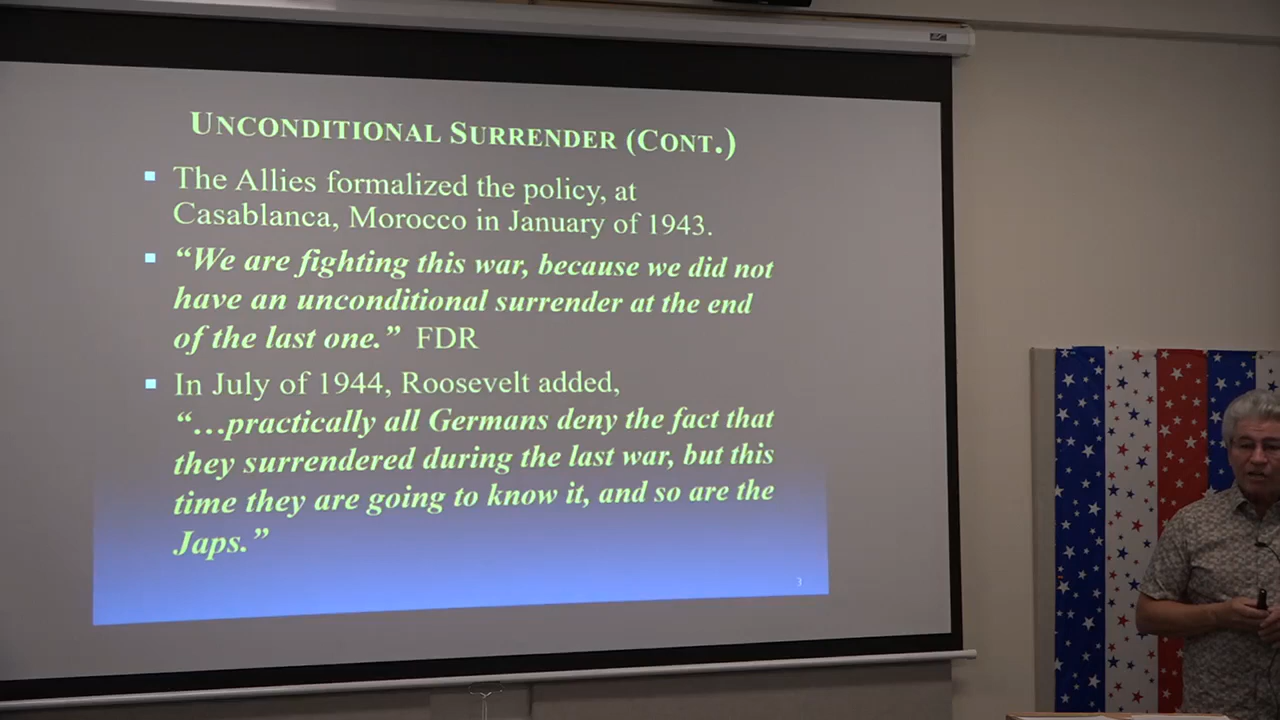 UNCONDITIONAL SURRENDER (CONT.)
The Allies formalized the policy, at
Casablanca, Morocco in January of 1943.
“We are fighting this war, because we did not
have an unconditional surrender at the end
of the last one.” FDR
In July of 1944, Roosevelt added,
“…practically all Germans deny the fact that
they surrendered during the last war, but this
time they are going to know it, and so are the
Japs.”
3